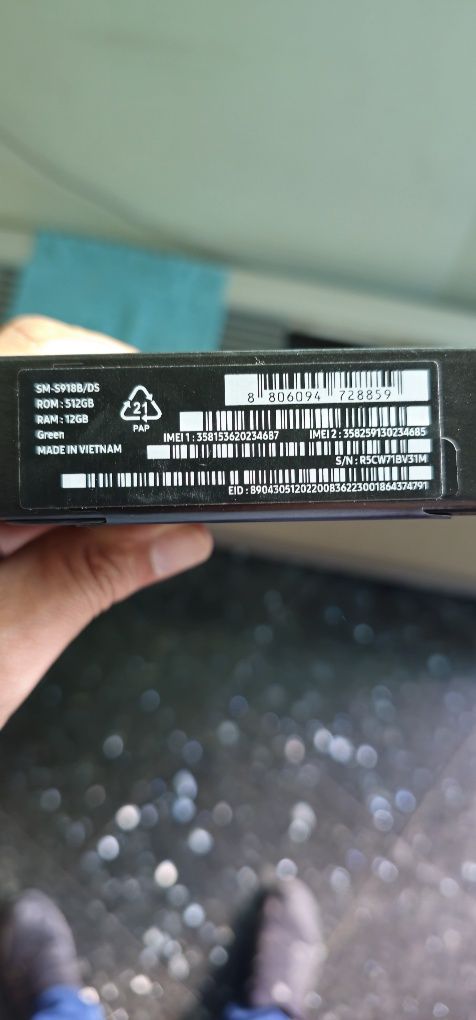 SM-S918B/DS
ROM : 512GB
RAM : 12GB
Green
MADE IN VIETNAM
21
PAP
8 806094 728859
IMEI 1 : 358153620234687
IMEI 2 : 358259130234685
S/N : R5CW71BV31M
EID : 89043051202200836223001864374791